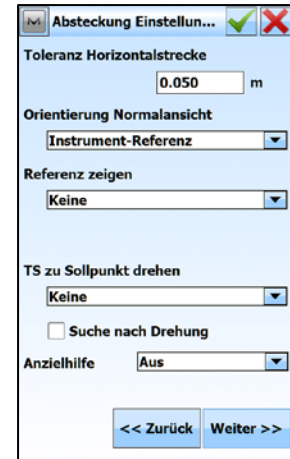 Absteckung Einstellun...
Toleranz Horizontalstrecke
0.050 m
Orientierung Normalansicht
Instrument-Referenz
Referenz zeigen
Keine
TS zu Sollpunkt drehen
Keine
Suche nach Drehung
Anzielhilfe Aus
<< Zurück Weiter >>